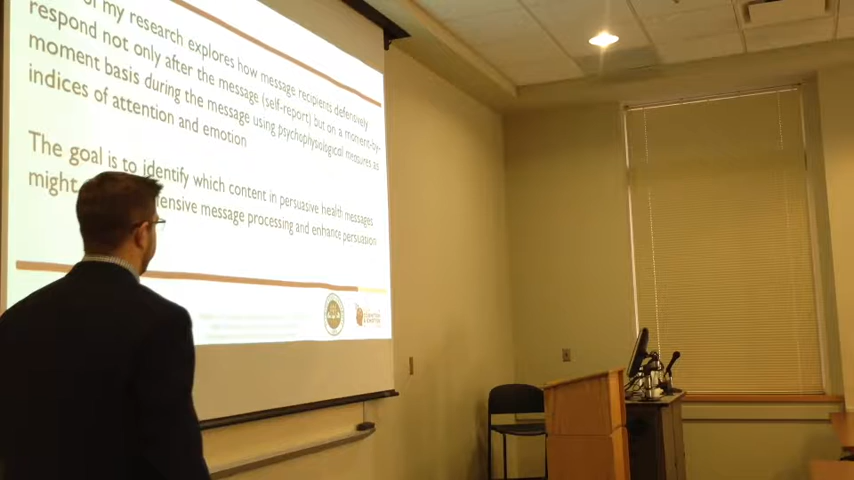 of my research explores how message recipients defensively
respond not only after the message (self-report) but on a moment-by-
moment basis during the message using psychophysiological measures as
indices of attention, and emotion
The goal is to identify which content in persuasive health messages
might defensive message processing and enhance persuasion